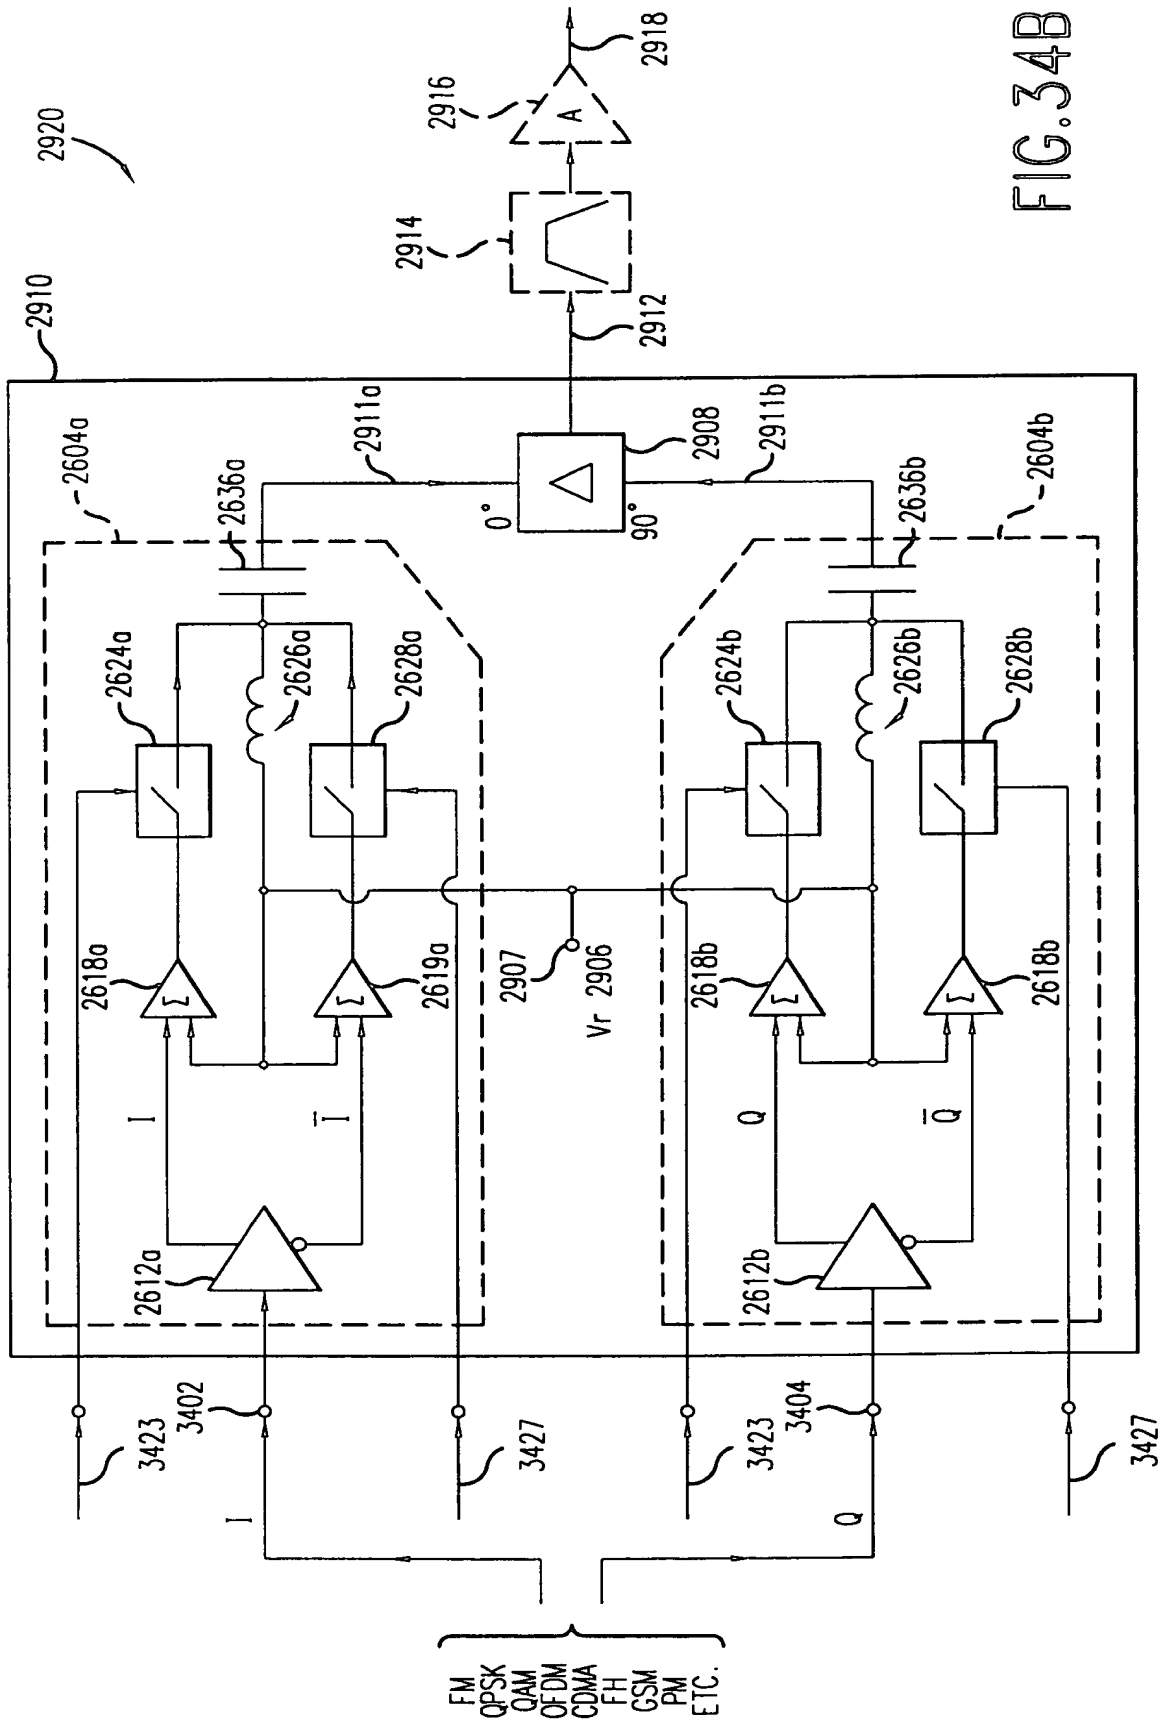 2920
2910
2604a
2636a
2624a
2626a
2628a
2618a
2619a
2612a
I
I̅
3423
3402
3427
I
2911a
0°
90°
2908
2911b
2912
2914
2916
A
2918
2907
Vr 2906
2604b
2636b
2624b
2626b
2628b
2618b
2618b
2612b
Q
Q̅
3423
3404
3427
Q
Σ
Σ
Σ
Σ
FM
QPSK
QAM
OFDM
CDMA
FH
GSM
PM
ETC.
FIG.34B